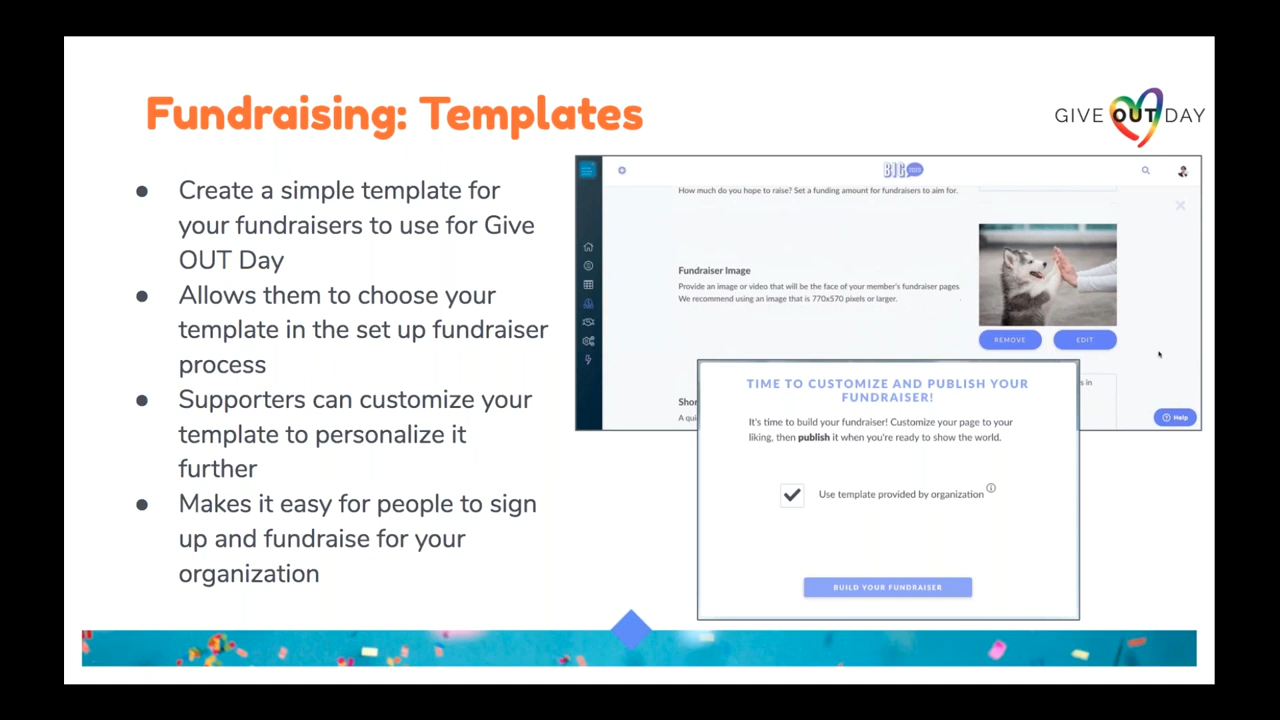 Fundraising: Templates
GIVE OUT DAY
● Create a simple template for
your fundraisers to use for Give
OUT Day
● Allows them to choose your
template in the set up fundraiser
process
● Supporters can customize your
template to personalize it
further
● Makes it easy for people to sign
up and fundraise for your
organization
BIG
How much do you hope to raise? Set a funding amount for fundraisers to aim for.
Fundraiser Image
Provide an image or video that will be the face of your member's fundraiser pages.
We recommend using an image that is 770x570 pixels or larger.
REMOVE EDIT
Shor
A qui
s in
Help
TIME TO CUSTOMIZE AND PUBLISH YOUR
FUNDRAISER!
It's time to build your fundraiser! Customize your page to your
liking, then publish it when you're ready to show the world.
Use template provided by organization
BUILD YOUR FUNDRAISER